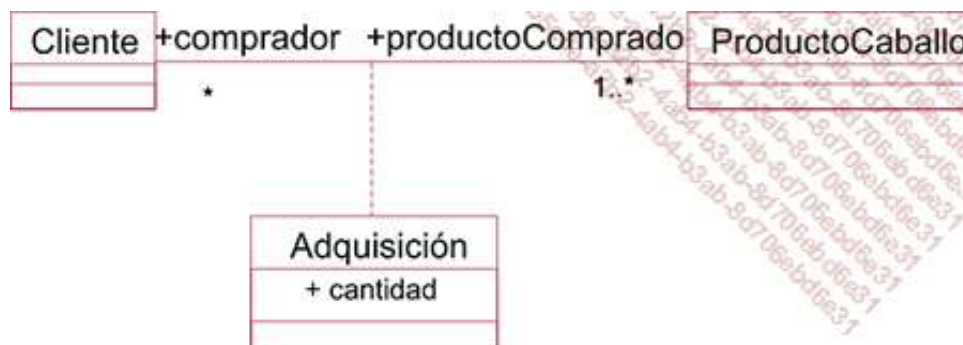 Cliente +comprador +productoComprado ProductoCaballo
* 1..*
Adquisición
+ cantidad